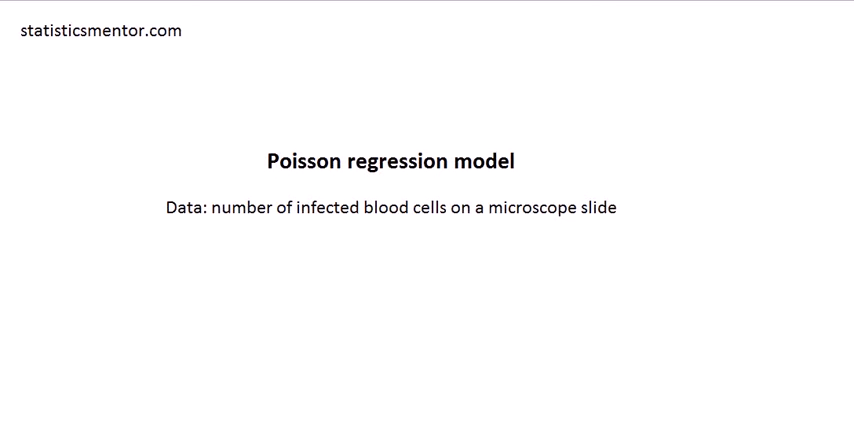 statisticsmentor.com
Poisson regression model
Data: number of infected blood cells on a microscope slide